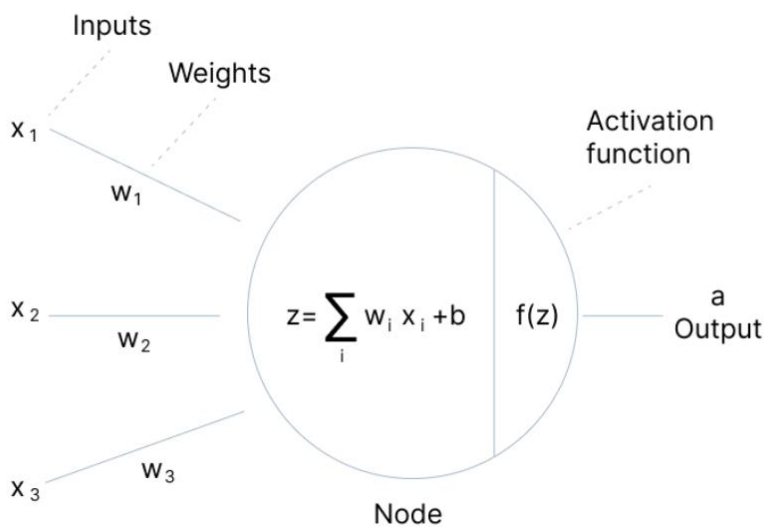 Inputs
Weights
x₁
w₁
Activation
function
x₂
w₂
z= ∑ wᵢ xᵢ +b
i
f(z)
a
Output
w₃
x₃
Node